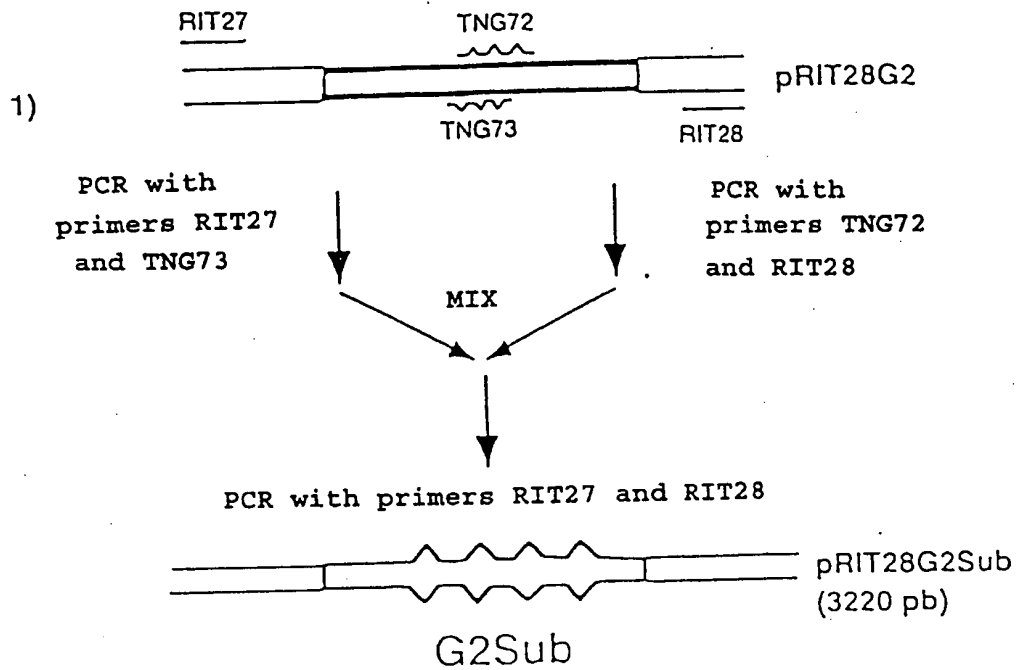 RIT27
TNG72
pRIT28G2
1)
TNG73
RIT28
PCR with
primers RIT27
and TNG73
PCR with
primers TNG72
and RIT28
MIX
PCR with primers RIT27 and RIT28
pRIT28G2Sub
(3220 pb)
G2Sub